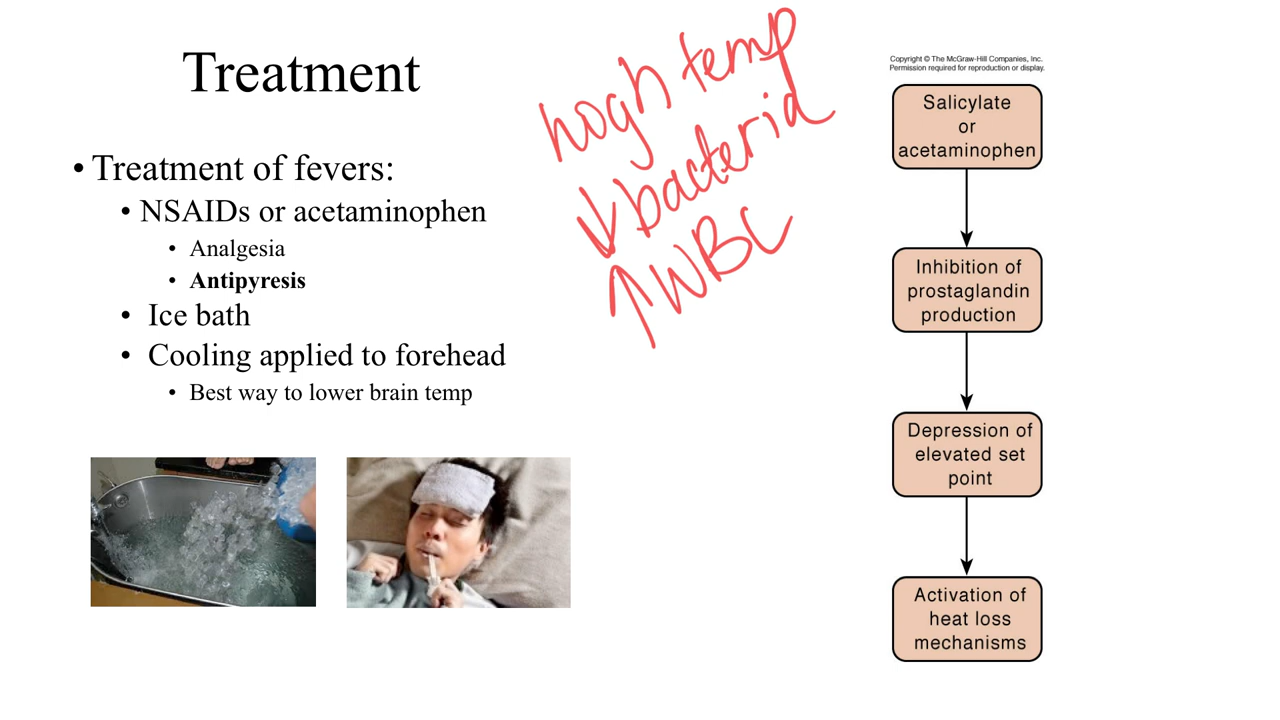 Treatment
• Treatment of fevers:
• NSAIDs or acetaminophen
• Analgesia
• Antipyresis
• Ice bath
• Cooling applied to forehead
• Best way to lower brain temp
hogh temp
↓bacteria
↑WBC
Copyright © The McGraw-Hill Companies, Inc.
Permission required for reproduction or display.
Salicylate
or
acetaminophen
Inhibition of
prostaglandin
production
Depression of
elevated set
point
Activation of
heat loss
mechanisms